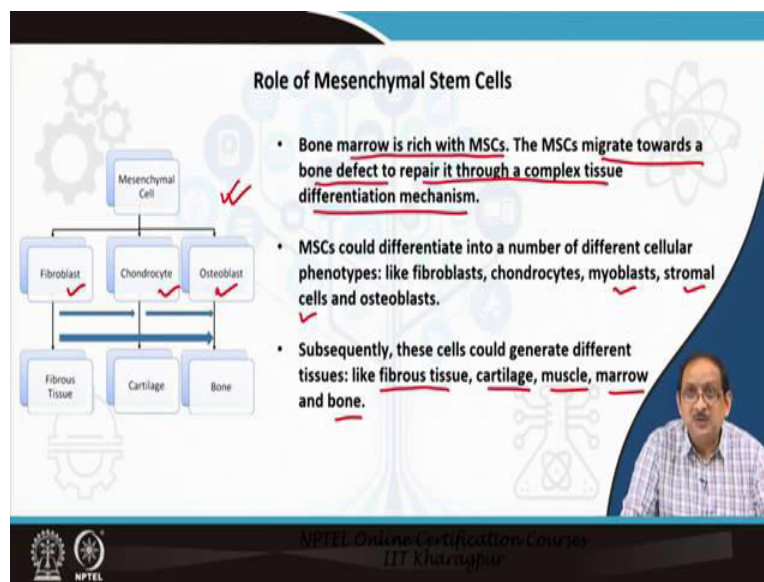 Role of Mesenchymal Stem Cells
Mesenchymal
Cell
Fibroblast
Chondrocyte
Osteoblast
Fibrous
Tissue
Cartilage
Bone
• Bone marrow is rich with MSCs. The MSCs migrate towards a
bone defect to repair it through a complex tissue
differentiation mechanism.
• MSCs could differentiate into a number of different cellular
phenotypes: like fibroblasts, chondrocytes, myoblasts, stromal
cells and osteoblasts.
• Subsequently, these cells could generate different
tissues: like fibrous tissue, cartilage, muscle, marrow
and bone.
NPTEL
NPTEL Online Certification Courses
IIT Kharagpur